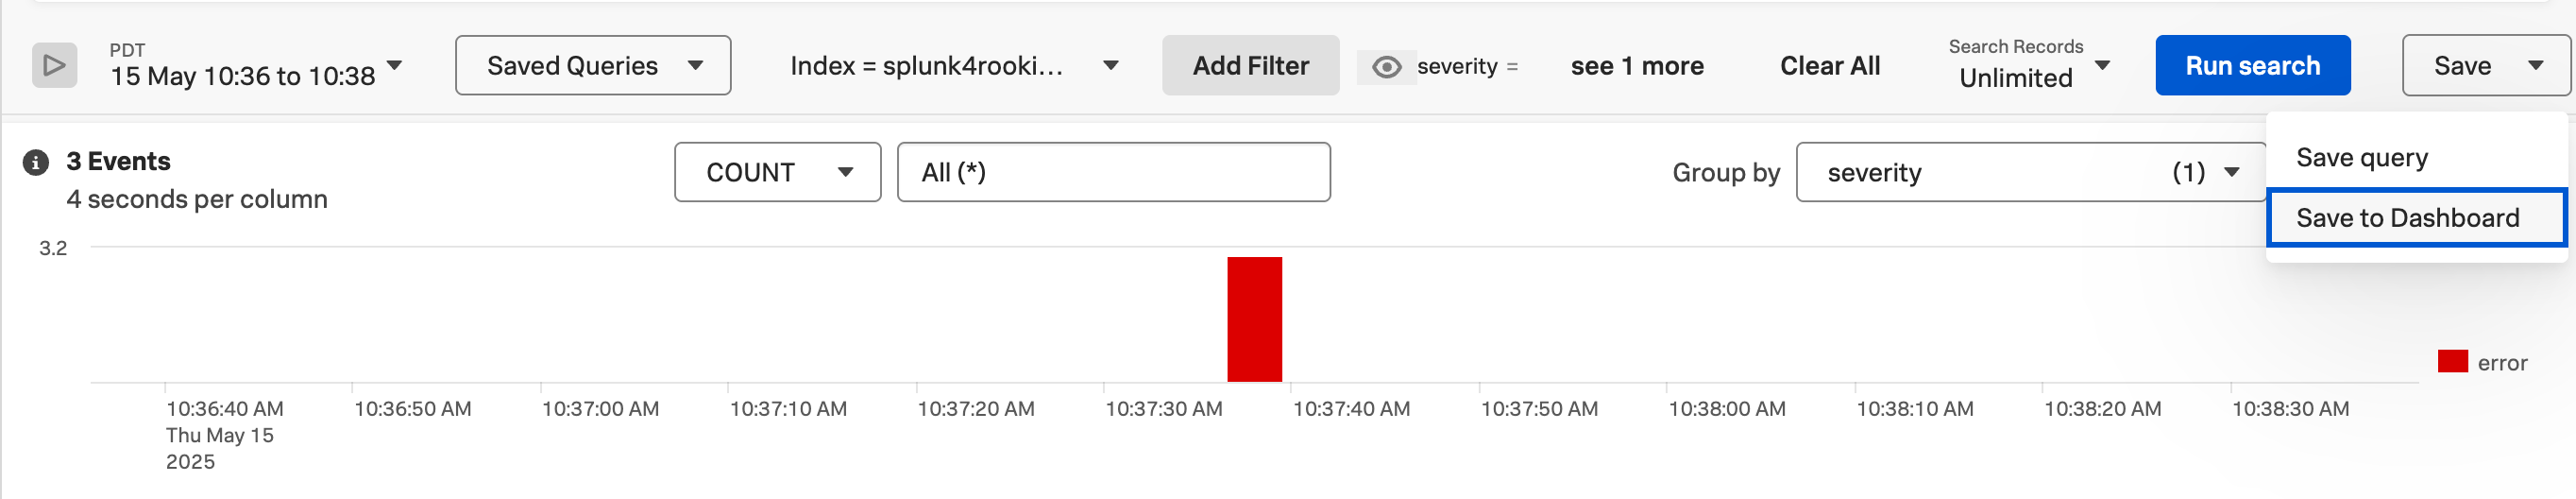 PDT
15 May 10:36 to 10:38
Saved Queries
Index = splunk4rooki...
Add Filter
severity =
see 1 more
Clear All
Search Records
Unlimited
Run search
Save
Save query
Save to Dashboard
3 Events
4 seconds per column
COUNT
All (*)
Group by
severity
(1)
3.2
error
10:36:40 AM
Thu May 15
2025
10:36:50 AM
10:37:00 AM
10:37:10 AM
10:37:20 AM
10:37:30 AM
10:37:40 AM
10:37:50 AM
10:38:00 AM
10:38:10 AM
10:38:20 AM
10:38:30 AM